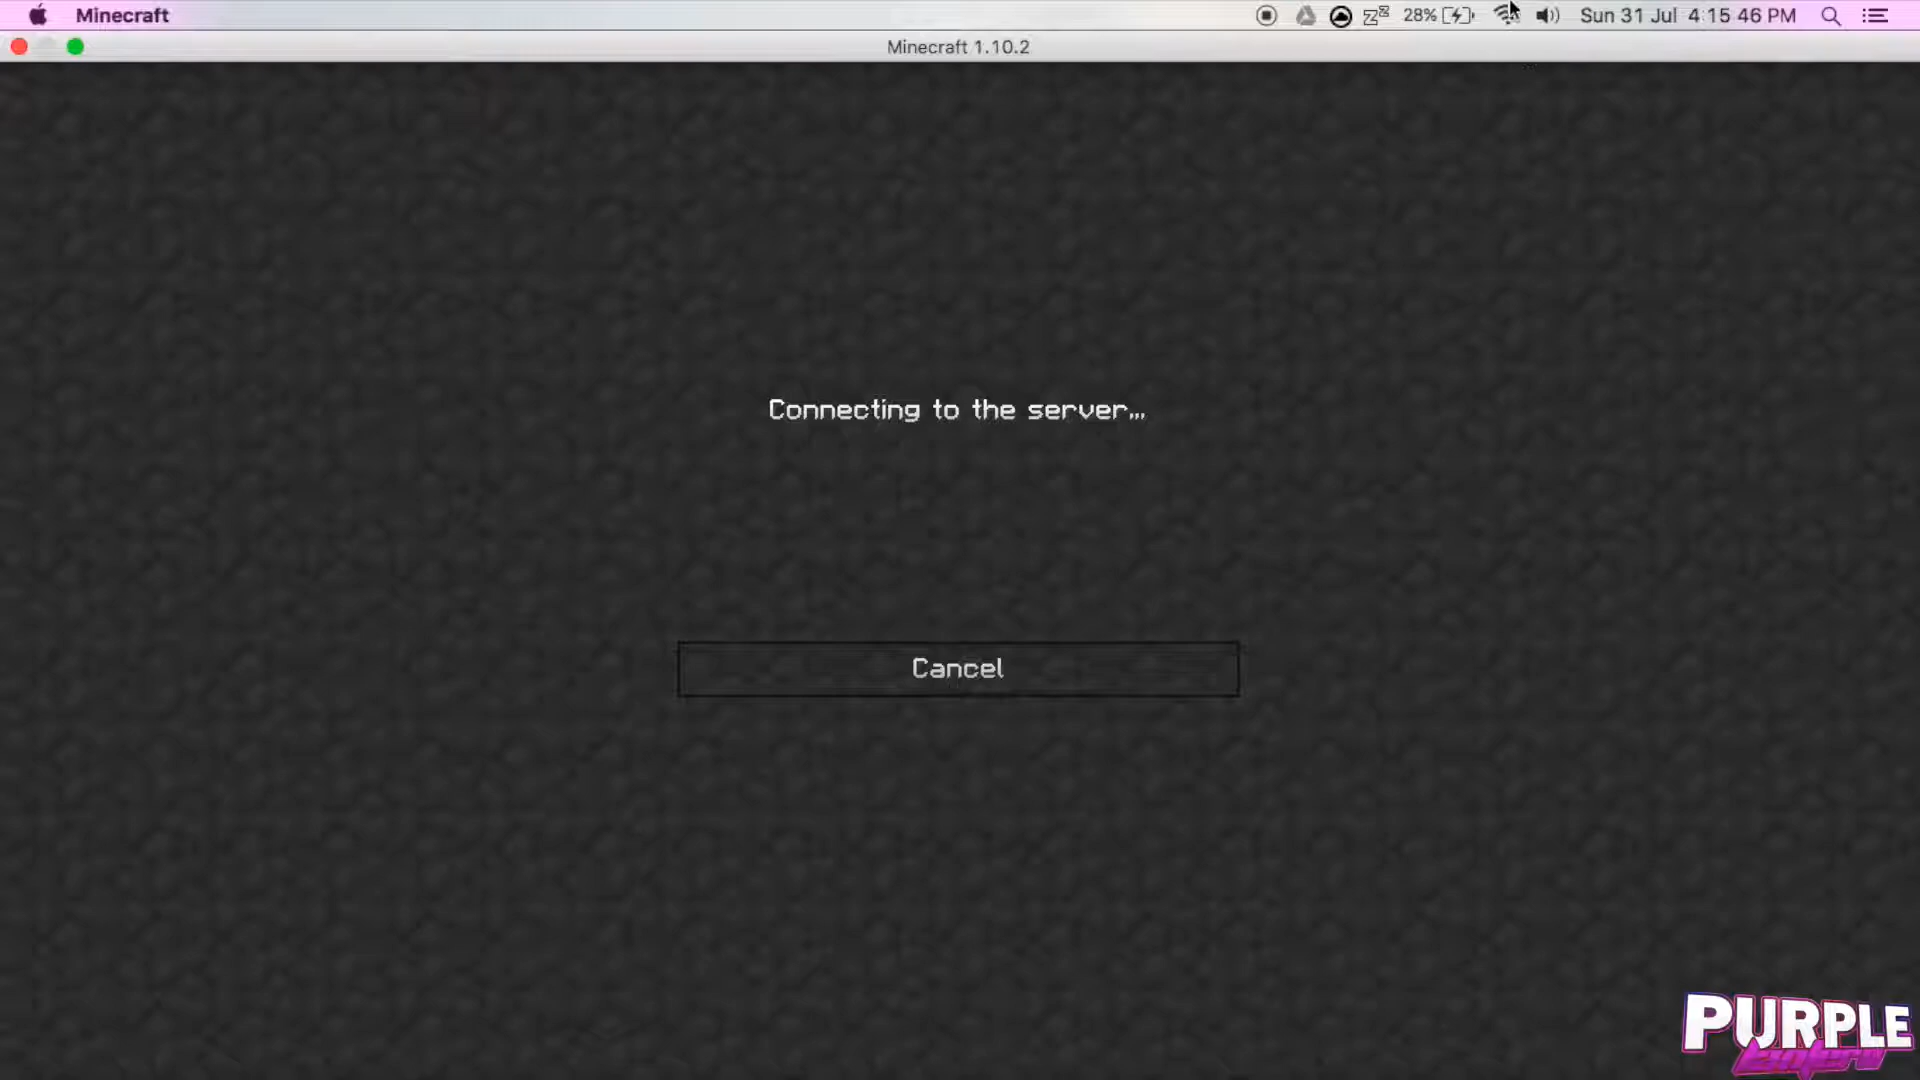 Minecraft
28%
Sun 31 Jul 4:15:46 PM
Minecraft 1.10.2
Connecting to the server...
Cancel
PURPLE